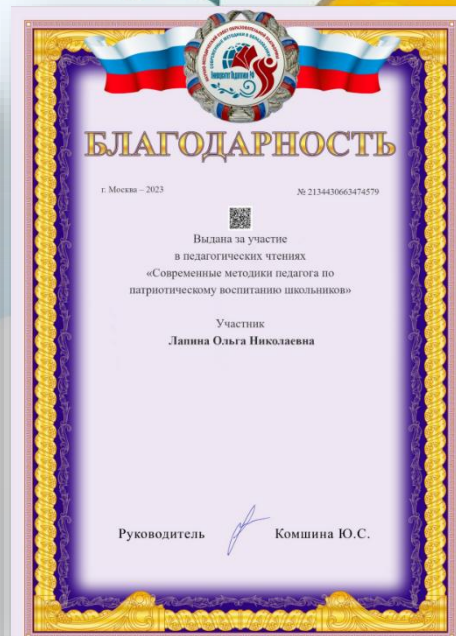 БЛАГОДАРНОСТЬ
г. Москва – 2023
№ 2134430663474579
Выдана за участие
в педагогических чтениях
«Современные методики педагога по
патриотическому воспитанию школьников»
Участник
Лапина Ольга Николаевна
Руководитель
Комшина Ю.С.